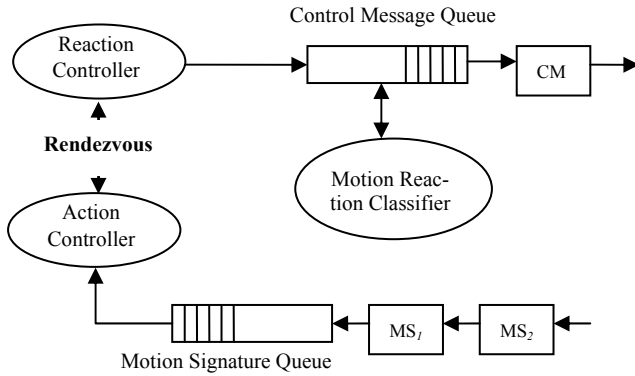 Control Message Queue
Reaction
Controller
CM
Rendezvous
Motion Reac-
tion Classifier
Action
Controller
MS1
MS2
Motion Signature Queue